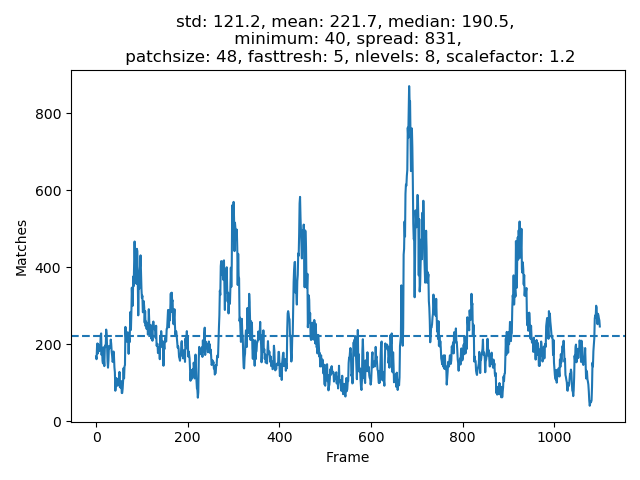 std: 121.2, mean: 221.7, median: 190.5,
minimum: 40, spread: 831,
patchsize: 48, fasttresh: 5, nlevels: 8, scalefactor: 1.2
800
600
400
200
0
Matches
0 200 400 600 800 1000
Frame